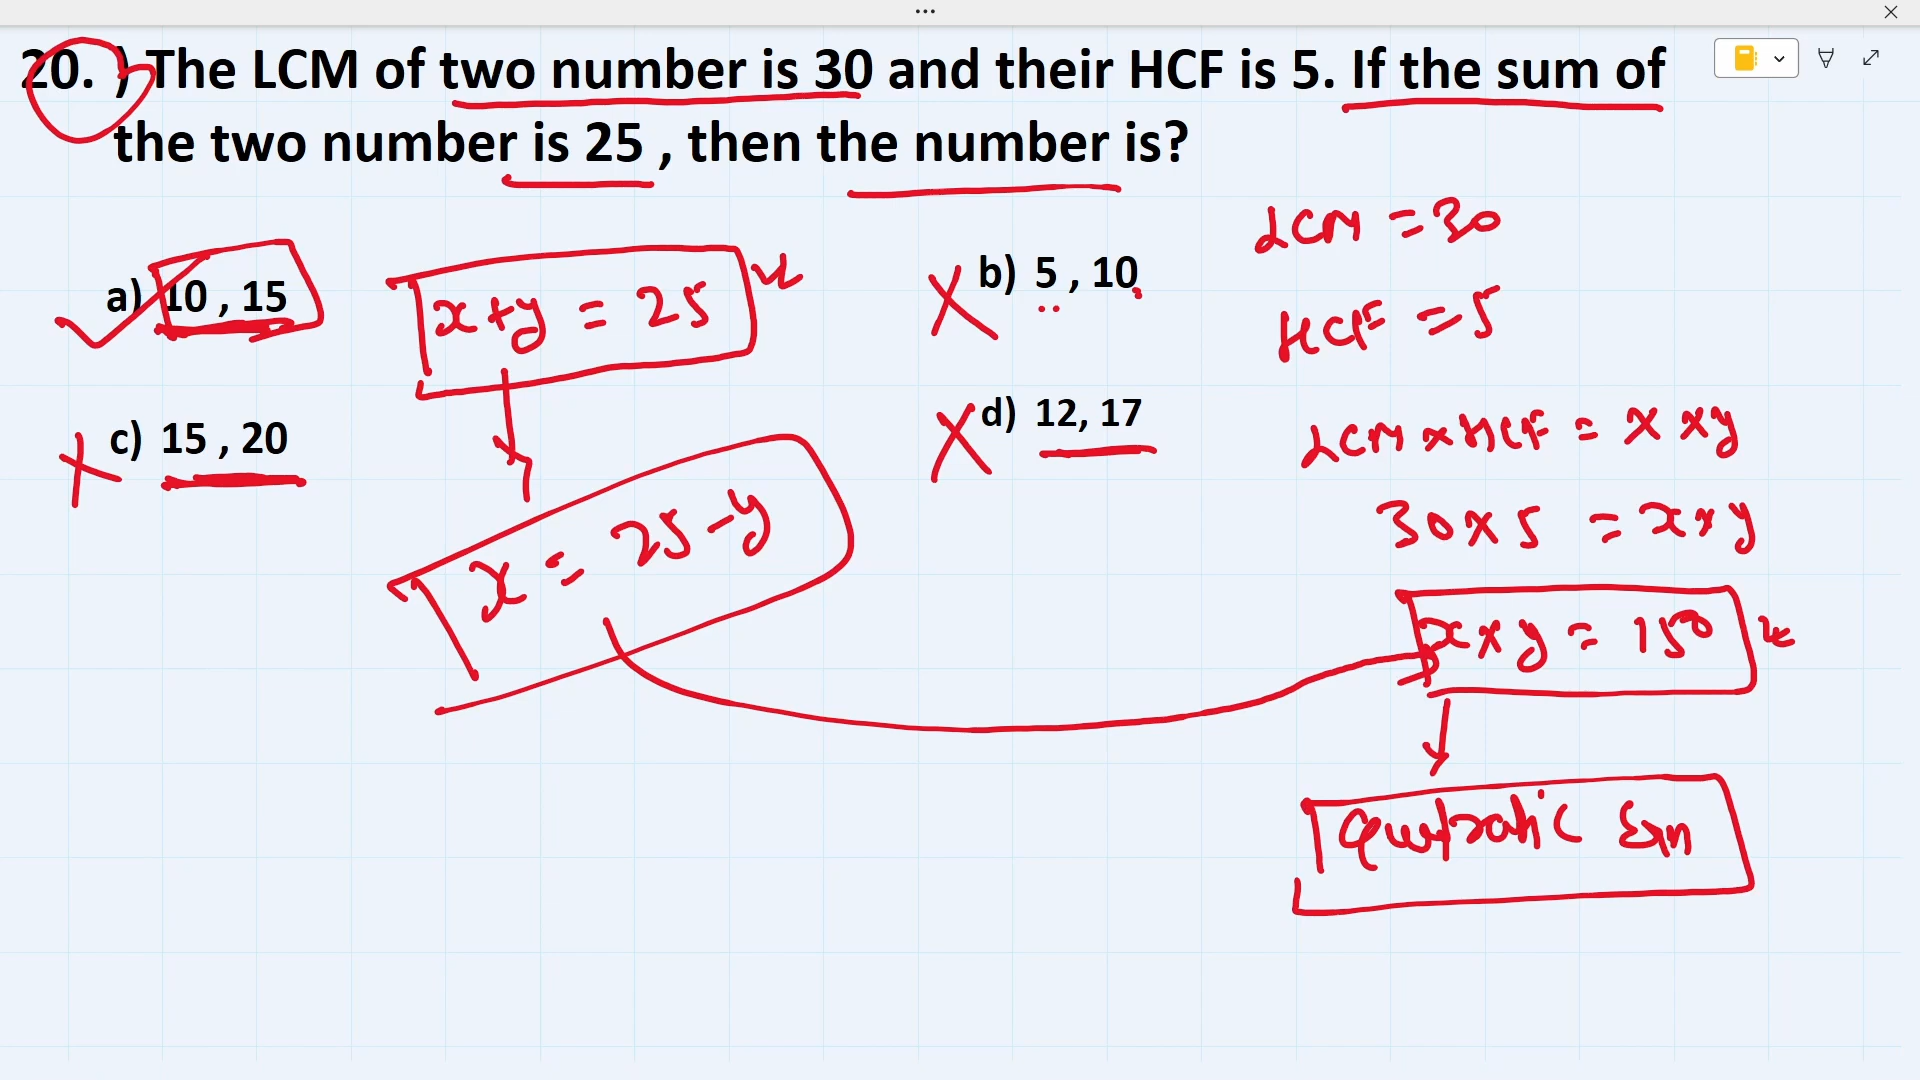 20. ) The LCM of two number is 30 and their HCF is 5. If the sum of
the two number is 25 , then the number is?
a) 10 , 15
b) 5 , 10
c) 15 , 20
d) 12, 17
x+y = 25
x = 25-y
LCM = 30
HCF = 5
LCM × HCF = x × y
30 × 5 = x × y
x × y = 150